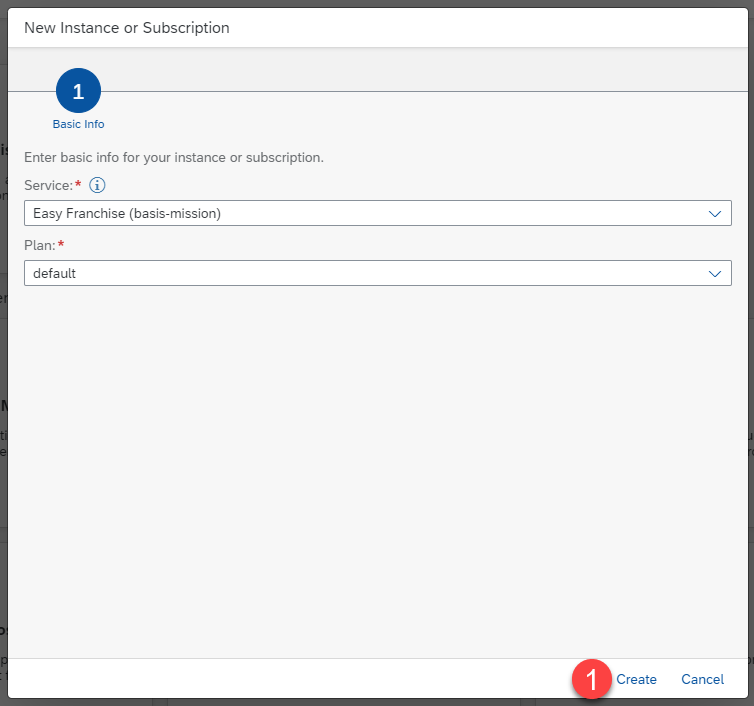 New Instance or Subscription
1
Basic Info
Enter basic info for your instance or subscription.
Service:*
Easy Franchise (basis-mission)
Plan:*
default
1 Create Cancel